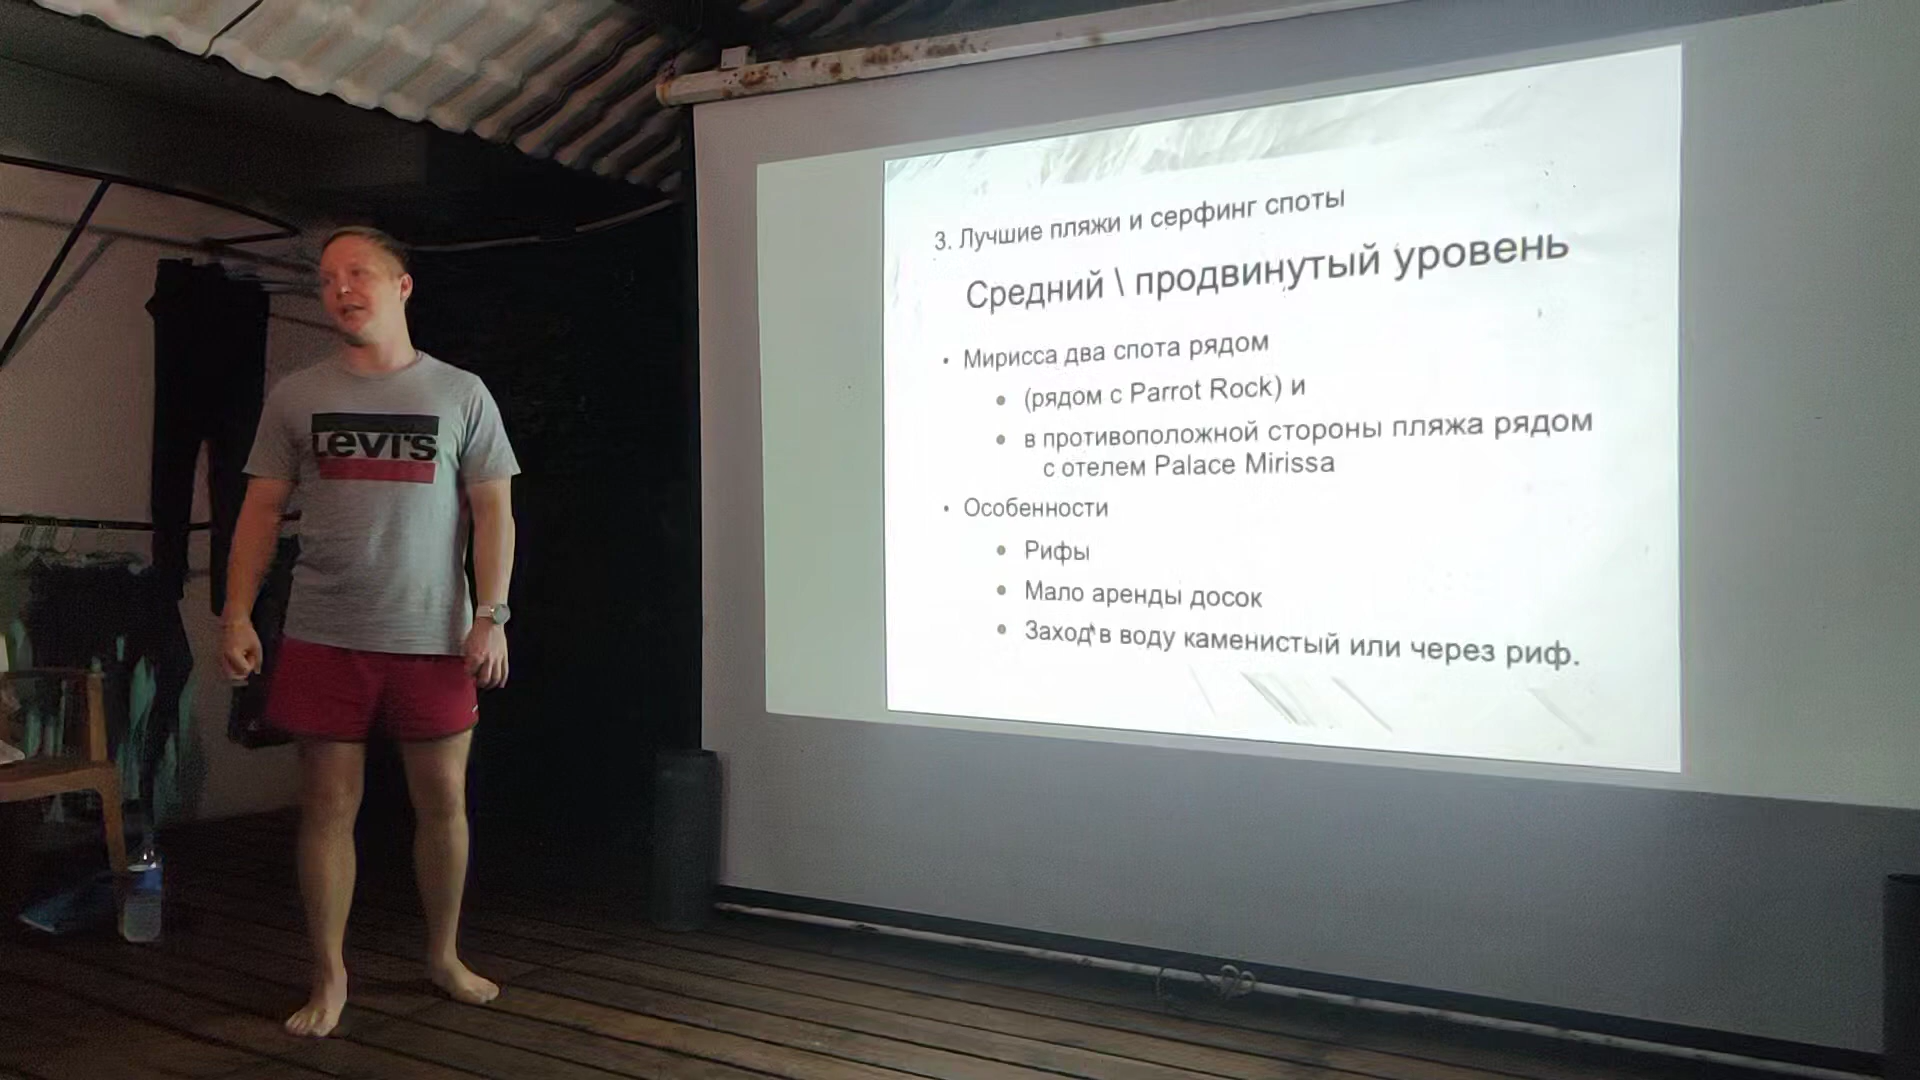 Levi's
3. Лучшие пляжи и серфинг споты
Средний \ продвинутый уровень
• Мирисса два спота рядом
• (рядом с Parrot Rock) и
• в противоположной стороны пляжа рядом
с отелем Palace Mirissa
• Особенности
• Рифы
• Мало аренды досок
• Заход в воду каменистый или через риф.